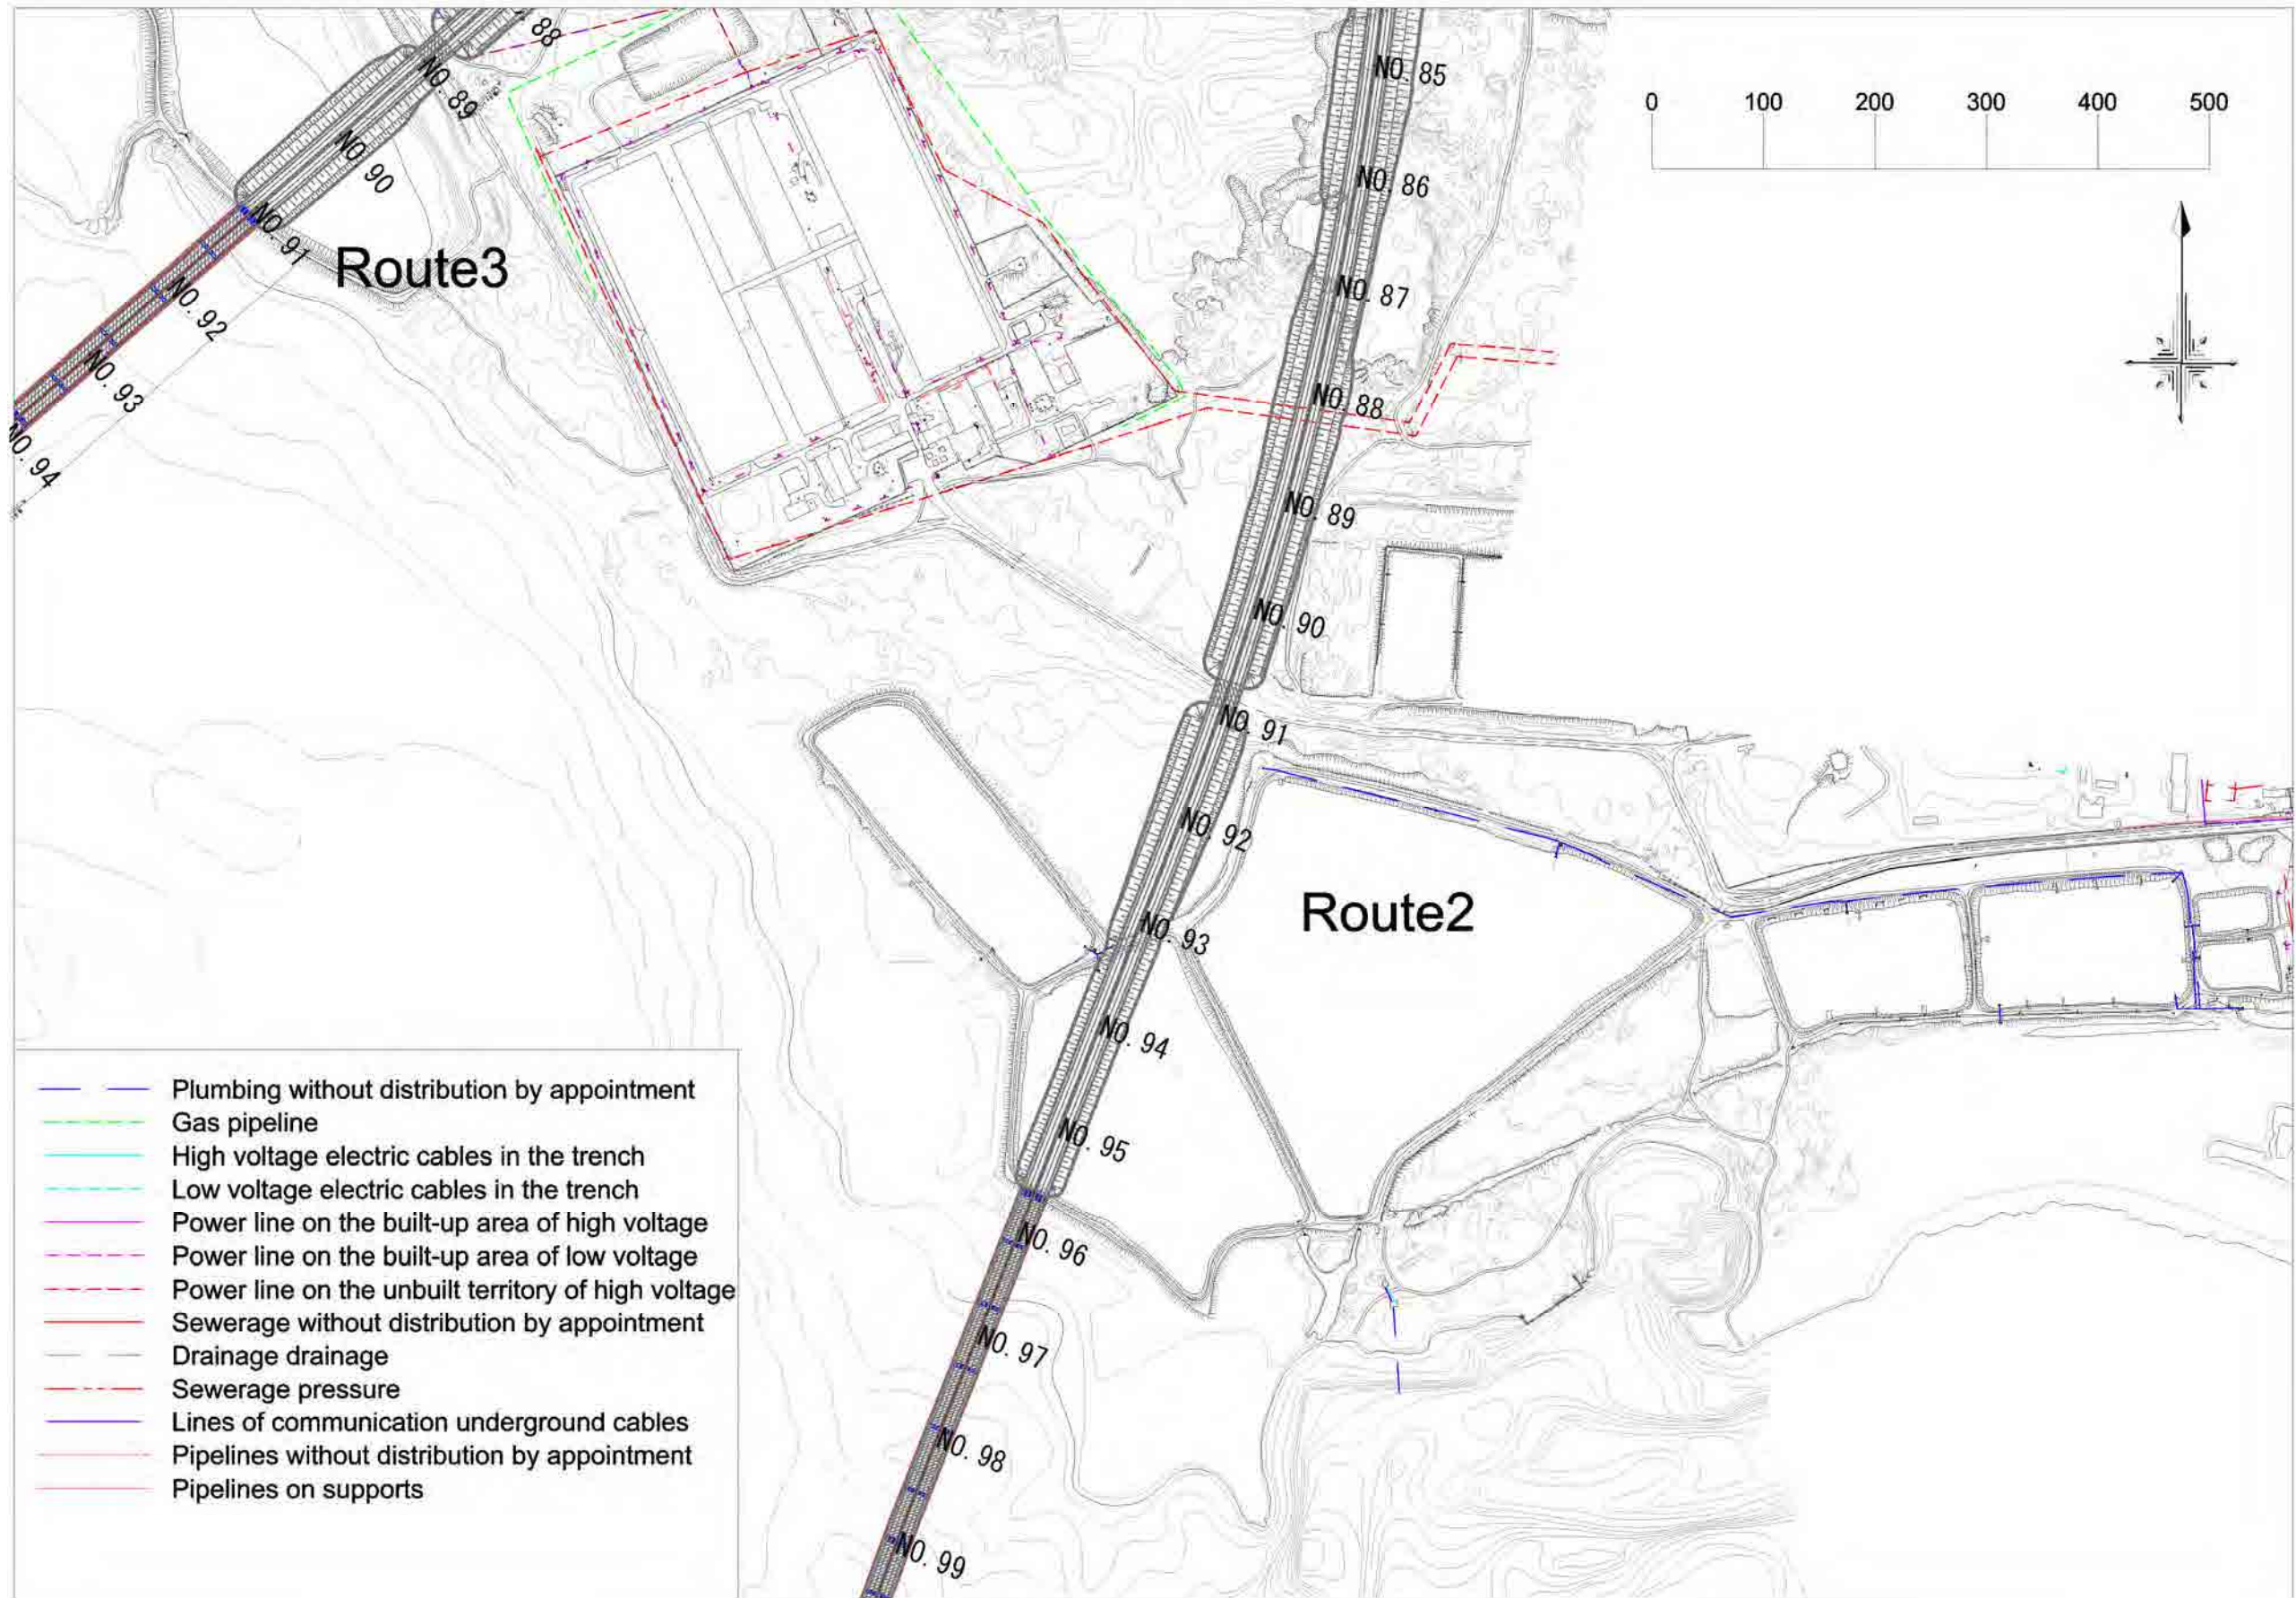 NO. 88
NO. 89
NO. 90
NO. 91
NO. 92
NO. 93
NO. 94
Route3
NO. 85
NO. 86
NO. 87
NO. 88
NO. 89
NO. 90
NO. 91
NO. 92
NO. 93
NO. 94
NO. 95
NO. 96
NO. 97
NO. 98
NO. 99
Route2
0 100 200 300 400 500
Plumbing without distribution by appointment
Gas pipeline
High voltage electric cables in the trench
Low voltage electric cables in the trench
Power line on the built-up area of high voltage
Power line on the built-up area of low voltage
Power line on the unbuilt territory of high voltage
Sewerage without distribution by appointment
Drainage drainage
Sewerage pressure
Lines of communication underground cables
Pipelines without distribution by appointment
Pipelines on supports